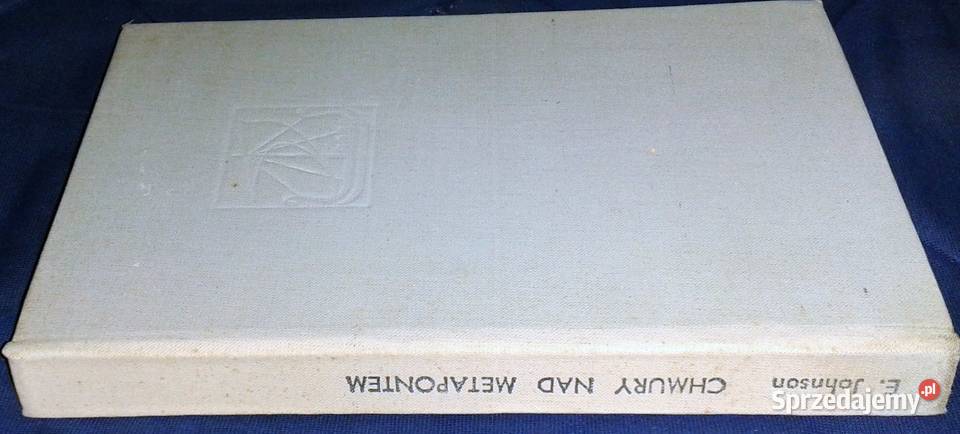 E. Johnson CHMURY NAD METAPONTEM
Sprzedajemy.pl